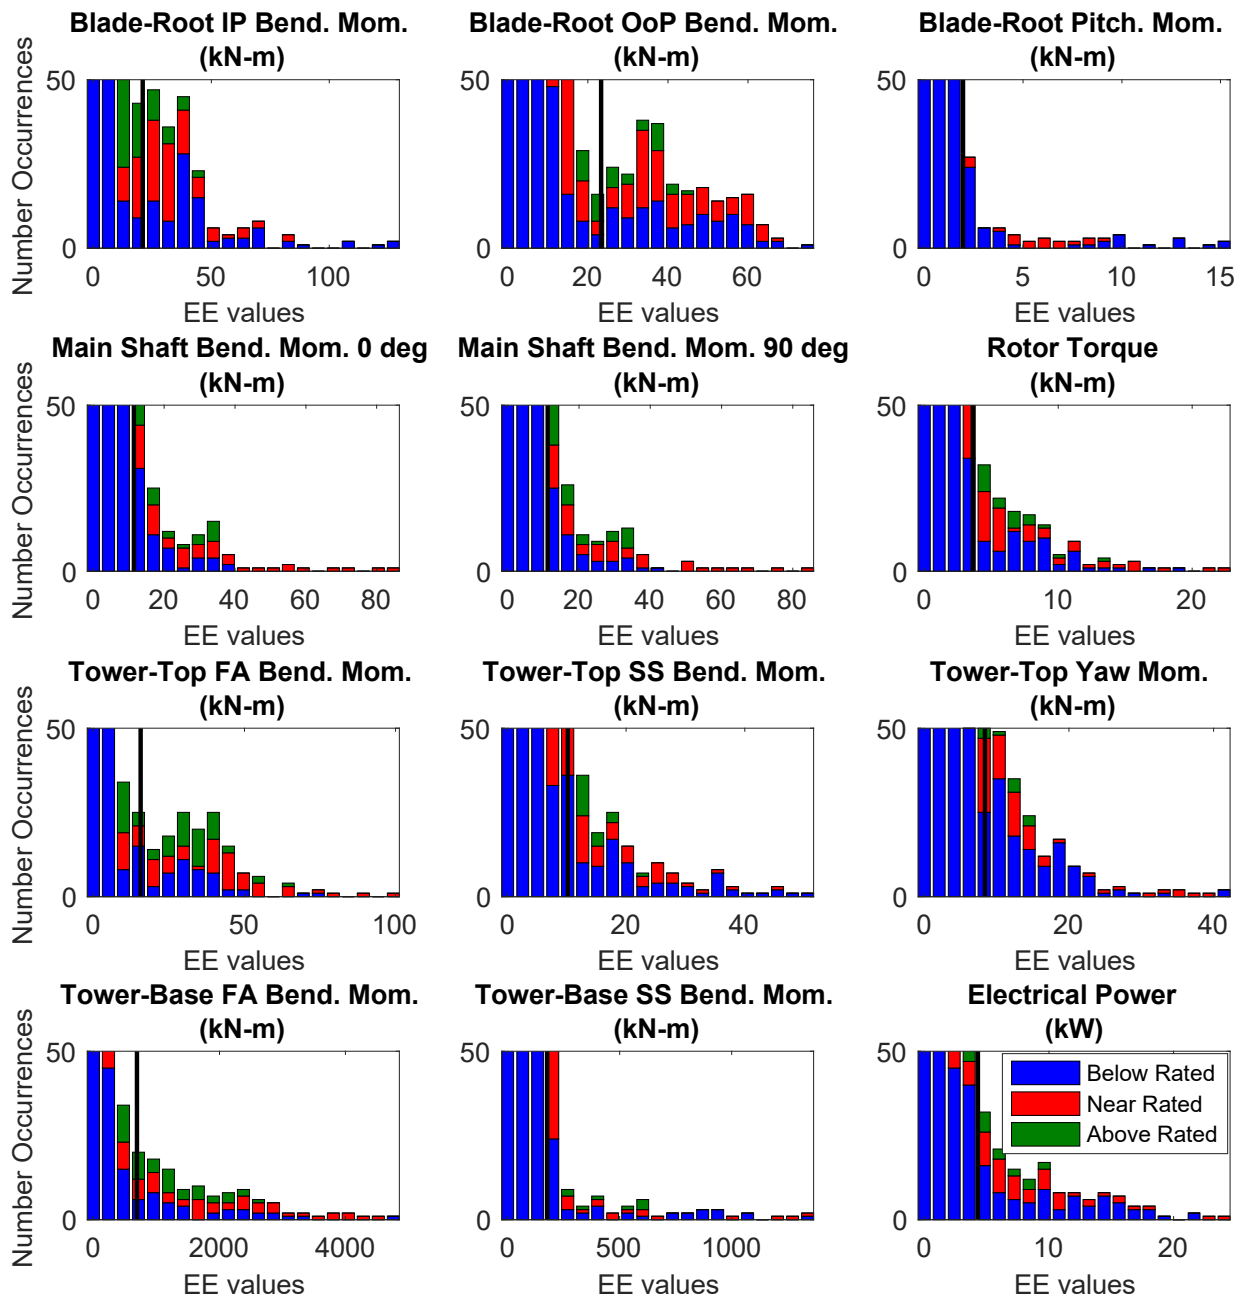 Blade-Root IP Bend. Mom.
(kN-m)
Blade-Root OoP Bend. Mom.
(kN-m)
Blade-Root Pitch. Mom.
(kN-m)
Number Occurrences
50
0
0
50
100
EE values
50
0
0
20
40
60
EE values
50
0
0
5
10
15
EE values
Main Shaft Bend. Mom. 0 deg
(kN-m)
Main Shaft Bend. Mom. 90 deg
(kN-m)
Rotor Torque
(kN-m)
Number Occurrences
50
0
0
20
40
60
80
EE values
50
0
0
20
40
60
80
EE values
50
0
0
10
20
EE values
Tower-Top FA Bend. Mom.
(kN-m)
Tower-Top SS Bend. Mom.
(kN-m)
Tower-Top Yaw Mom.
(kN-m)
Number Occurrences
50
0
0
50
100
EE values
50
0
0
20
40
EE values
50
0
0
20
40
EE values
Tower-Base FA Bend. Mom.
(kN-m)
Tower-Base SS Bend. Mom.
(kN-m)
Electrical Power
(kW)
Number Occurrences
50
0
0
2000
4000
EE values
50
0
0
500
1000
EE values
50
0
0
10
20
EE values
Below Rated
Near Rated
Above Rated